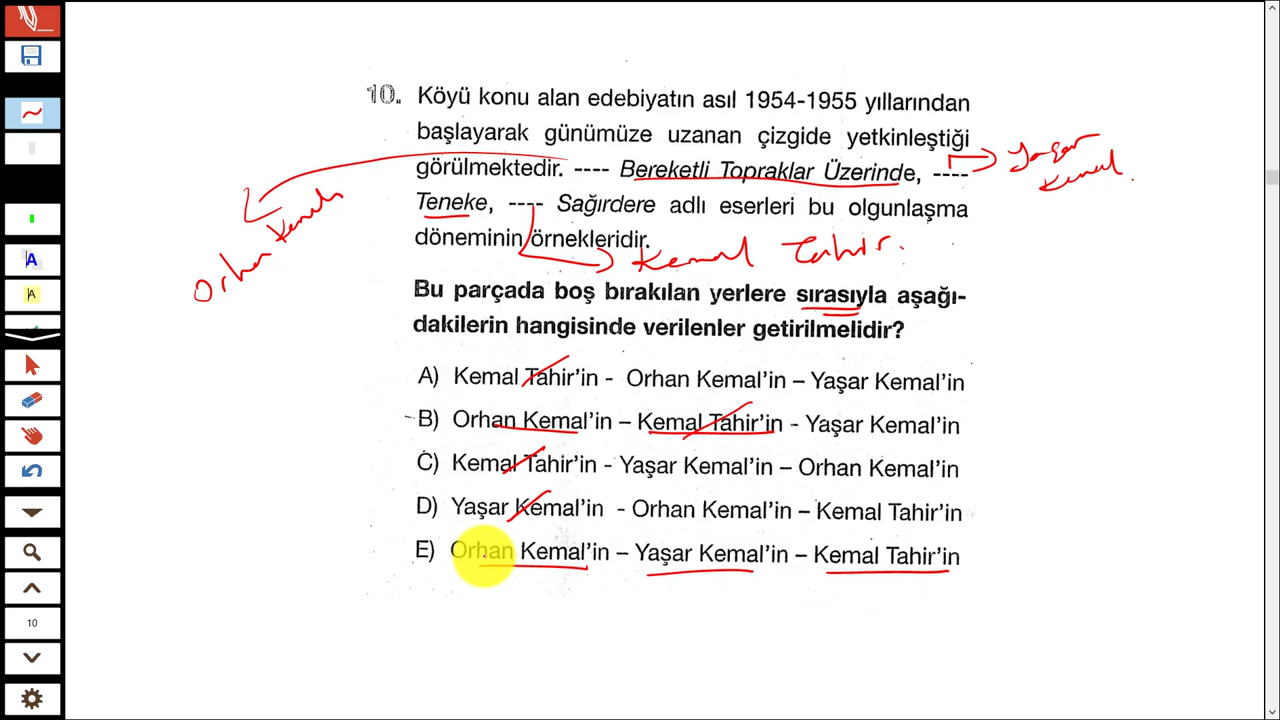 10. Köyü konu alan edebiyatın asıl 1954-1955 yıllarından
başlayarak günümüze uzanan çizgide yetkinleştiği
görülmektedir. ---- Bereketli Topraklar Üzerinde, ----
Teneke, ---- Sağırdere adlı eserleri bu olgunlaşma
döneminin örnekleridir.
Yaşar
Kemal
Orhan
Kemal
Kemal Tahir.
Bu parçada boş bırakılan yerlere sırasıyla aşağı-
dakilerin hangisinde verilenler getirilmelidir?
A) Kemal Tahir'in - Orhan Kemal'in – Yaşar Kemal'in
B) Orhan Kemal'in – Kemal Tahir'in - Yaşar Kemal'in
C) Kemal Tahir'in - Yaşar Kemal'in – Orhan Kemal'in
D) Yaşar Kemal'in - Orhan Kemal'in – Kemal Tahir'in
E) Orhan Kemal'in – Yaşar Kemal'in – Kemal Tahir'in
A
A
10